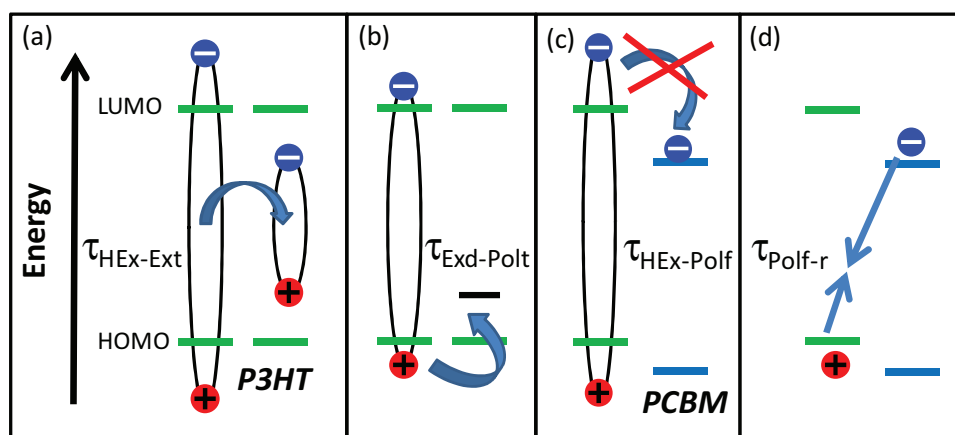 (a)
Energy
LUMO
τHEx-Ext
HOMO
P3HT
(b)
τExd-Polt
(c)
τHEx-Polf
PCBM
(d)
τPolf-r